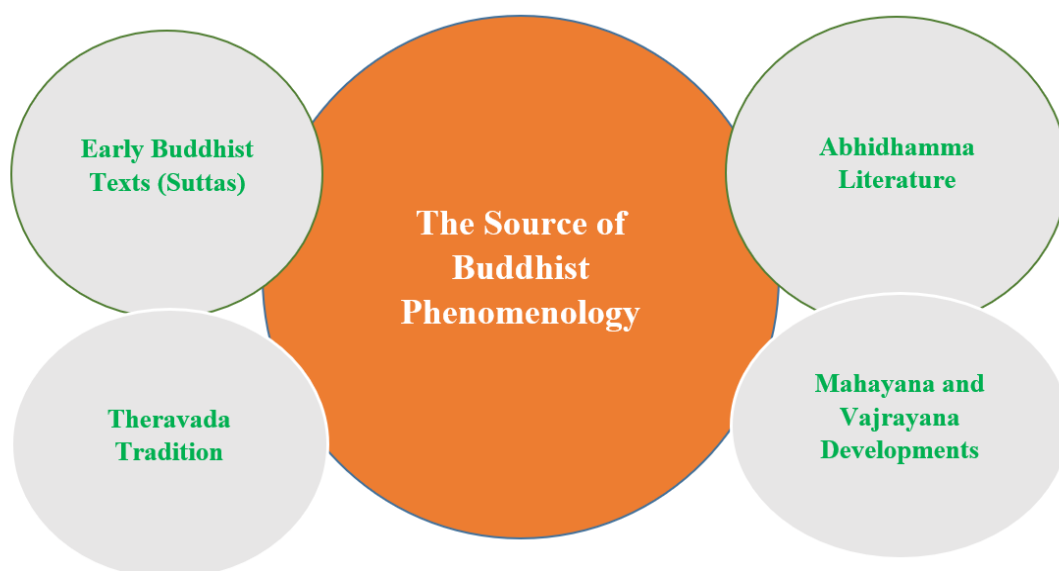 Early Buddhist
Texts (Suttas)
The Source of
Buddhist
Phenomenology
Abhidhamma
Literature
Theravada
Tradition
Mahayana and
Vajrayana
Developments